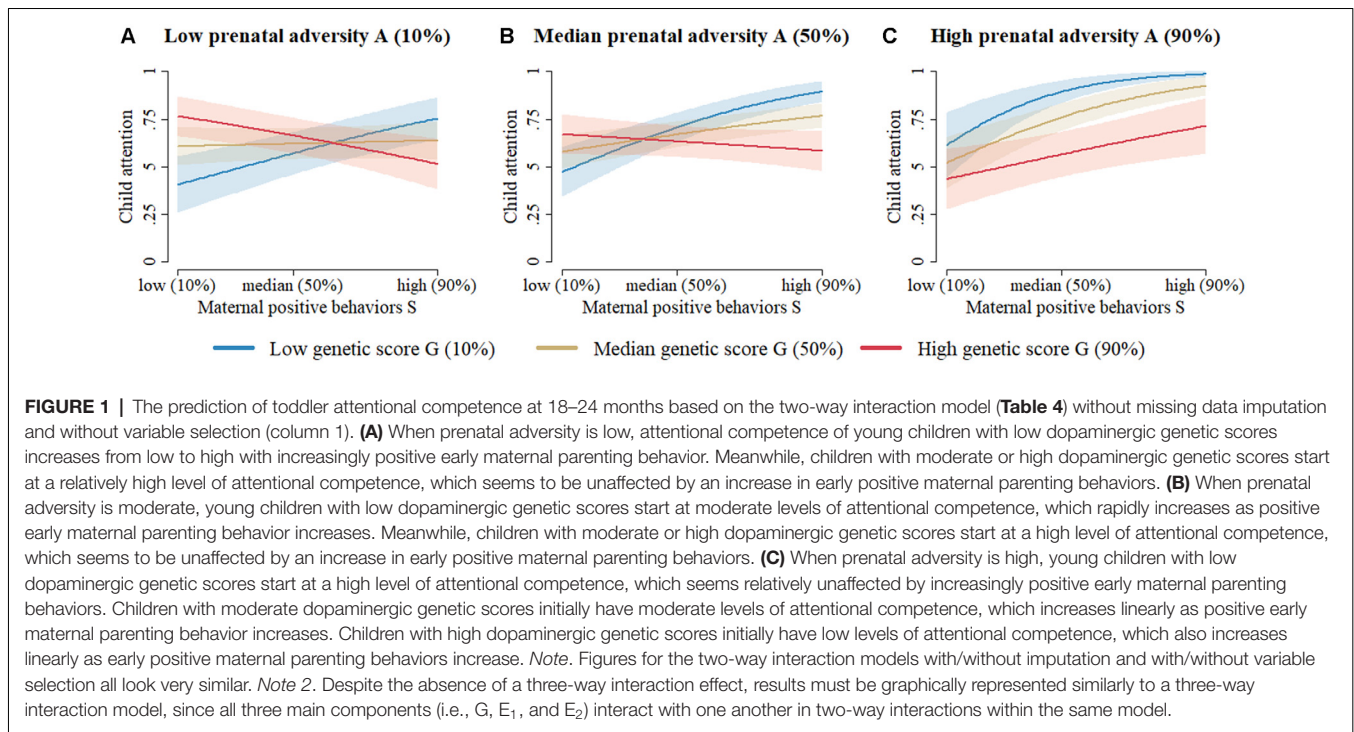 A Low prenatal adversity A (10%)
B Median prenatal adversity A (50%)
C High prenatal adversity A (90%)
Child attention
0 .25 .5 .75 1
low (10%) median (50%) high (90%)
Maternal positive behaviors S
Child attention
0 .25 .5 .75 1
low (10%) median (50%) high (90%)
Maternal positive behaviors S
Child attention
0 .25 .5 .75 1
low (10%) median (50%) high (90%)
Maternal positive behaviors S
Low genetic score G (10%) Median genetic score G (50%) High genetic score G (90%)
FIGURE 1 | The prediction of toddler attentional competence at 18–24 months based on the two-way interaction model (Table 4) without missing data imputation
and without variable selection (column 1). (A) When prenatal adversity is low, attentional competence of young children with low dopaminergic genetic scores
increases from low to high with increasingly positive early maternal parenting behavior. Meanwhile, children with moderate or high dopaminergic genetic scores start
at a relatively high level of attentional competence, which seems to be unaffected by an increase in early positive maternal parenting behaviors. (B) When prenatal
adversity is moderate, young children with low dopaminergic genetic scores start at moderate levels of attentional competence, which rapidly increases as positive
early maternal parenting behavior increases. Meanwhile, children with moderate or high dopaminergic genetic scores start at a high level of attentional competence,
which seems to be unaffected by an increase in early positive maternal parenting behaviors. (C) When prenatal adversity is high, young children with low
dopaminergic genetic scores start at a high level of attentional competence, which seems relatively unaffected by increasingly positive early maternal parenting
behaviors. Children with moderate dopaminergic genetic scores initially have moderate levels of attentional competence, which increases linearly as positive early
maternal parenting behavior increases. Children with high dopaminergic genetic scores initially have low levels of attentional competence, which also increases
linearly as early positive maternal parenting behaviors increase. Note. Figures for the two-way interaction models with/without imputation and with/without variable
selection all look very similar. Note 2. Despite the absence of a three-way interaction effect, results must be graphically represented similarly to a three-way
interaction model, since all three main components (i.e., G, E₁, and E₂) interact with one another in two-way interactions within the same model.